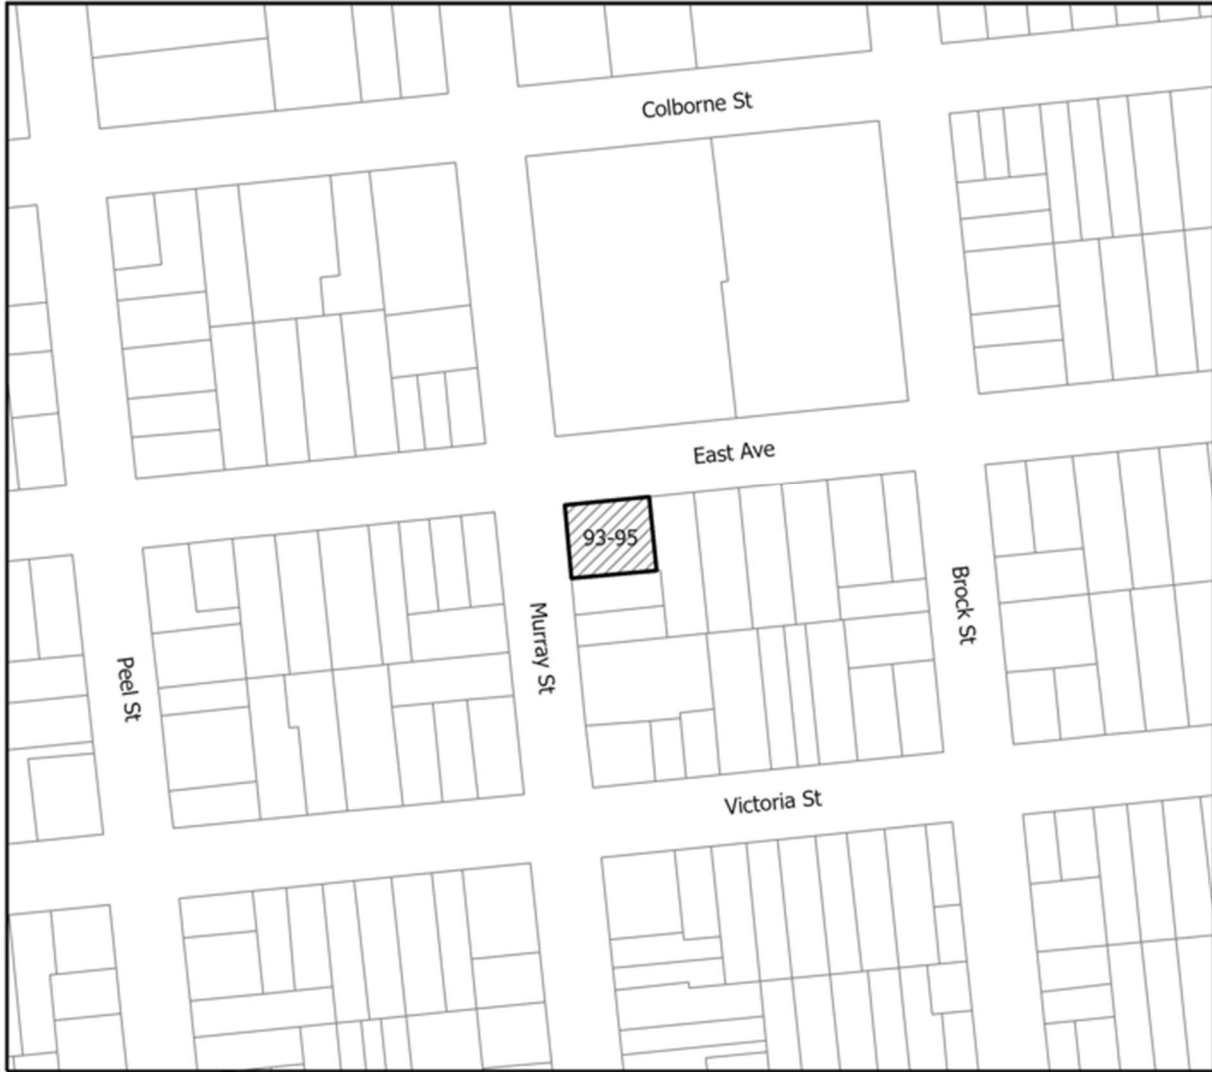 Colborne St
East Ave
93-95
Brock St
Murray St
Peel St
Victoria St